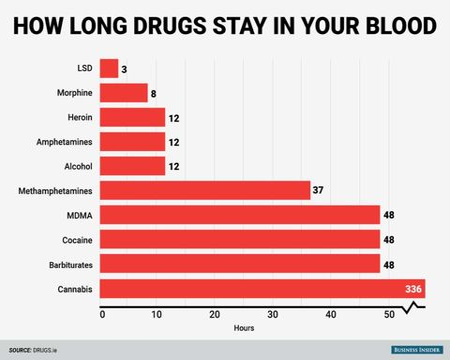 HOW LONG DRUGS STAY IN YOUR BLOOD
LSD 3
Morphine 8
Heroin 12
Amphetamines 12
Alcohol 12
Methamphetamines 37
MDMA 48
Cocaine 48
Barbiturates 48
Cannabis 336
0 10 20 30 40 50
Hours
SOURCE: DRUGS.ie BUSINESS INSIDER